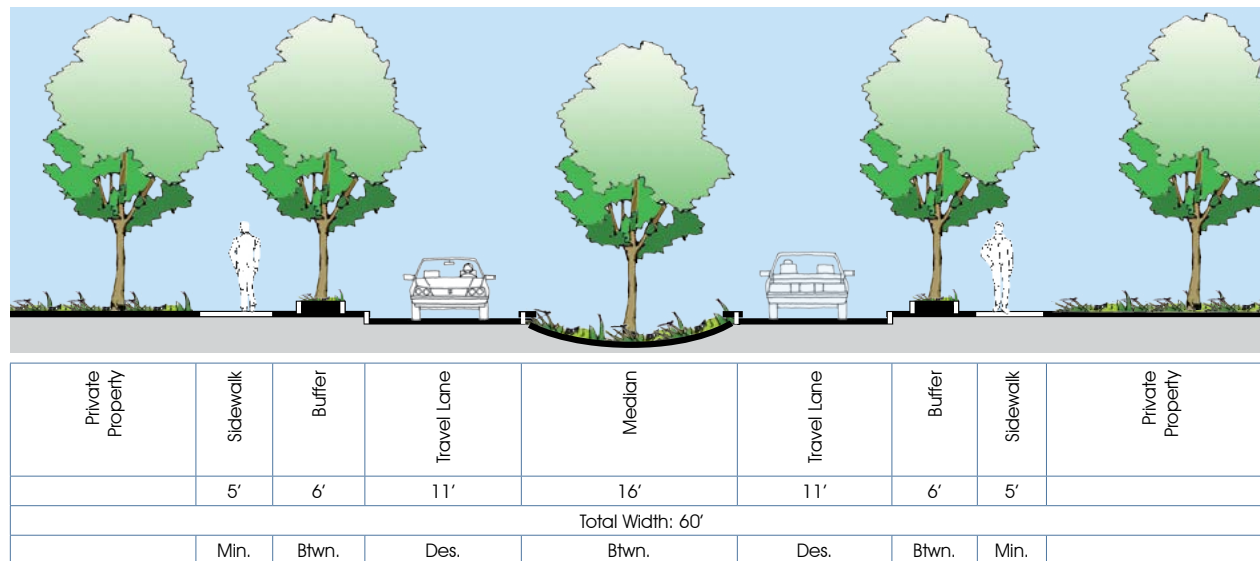 Private Property
Sidewalk
Buffer
Travel Lane
Median
Travel Lane
Buffer
Sidewalk
Private Property
5’ 6’ 11’ 16’ 11’ 6’ 5’
Total Width: 60’
Min. Btwn. Des. Btwn. Des. Btwn. Min.